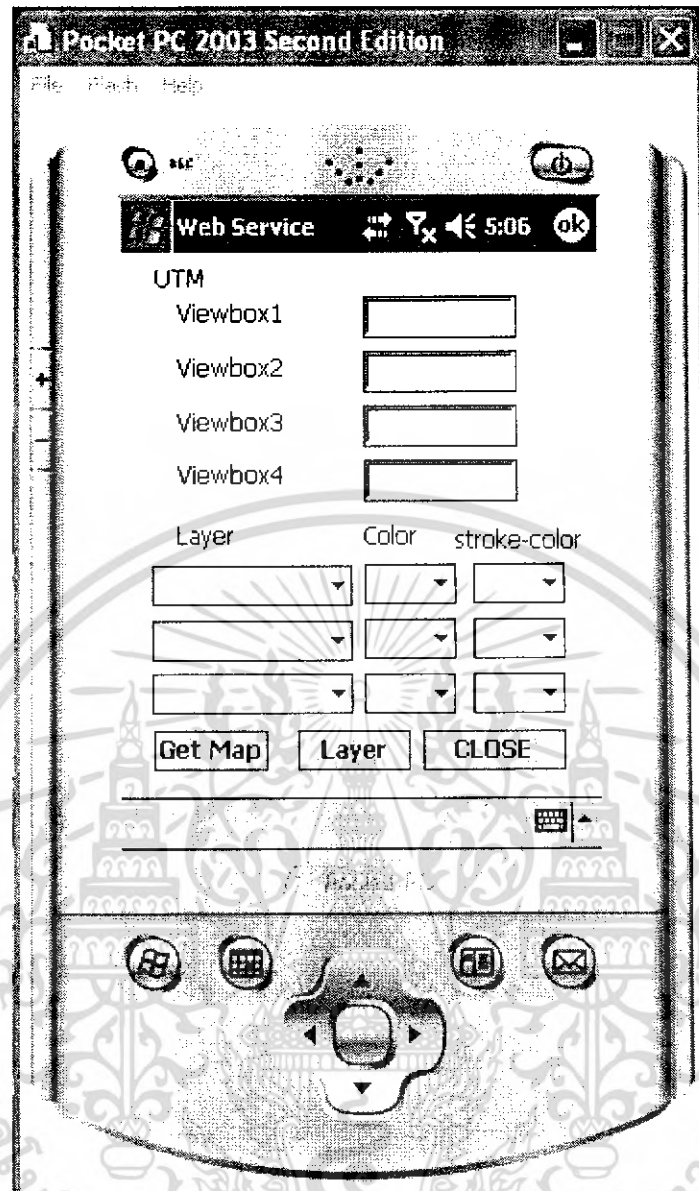 Pocket PC 2003 Second Edition
File Flash Help
Web Service 5:06 ok
UTM
Viewbox1
Viewbox2
Viewbox3
Viewbox4
Layer Color stroke-color
Get Map Layer CLOSE